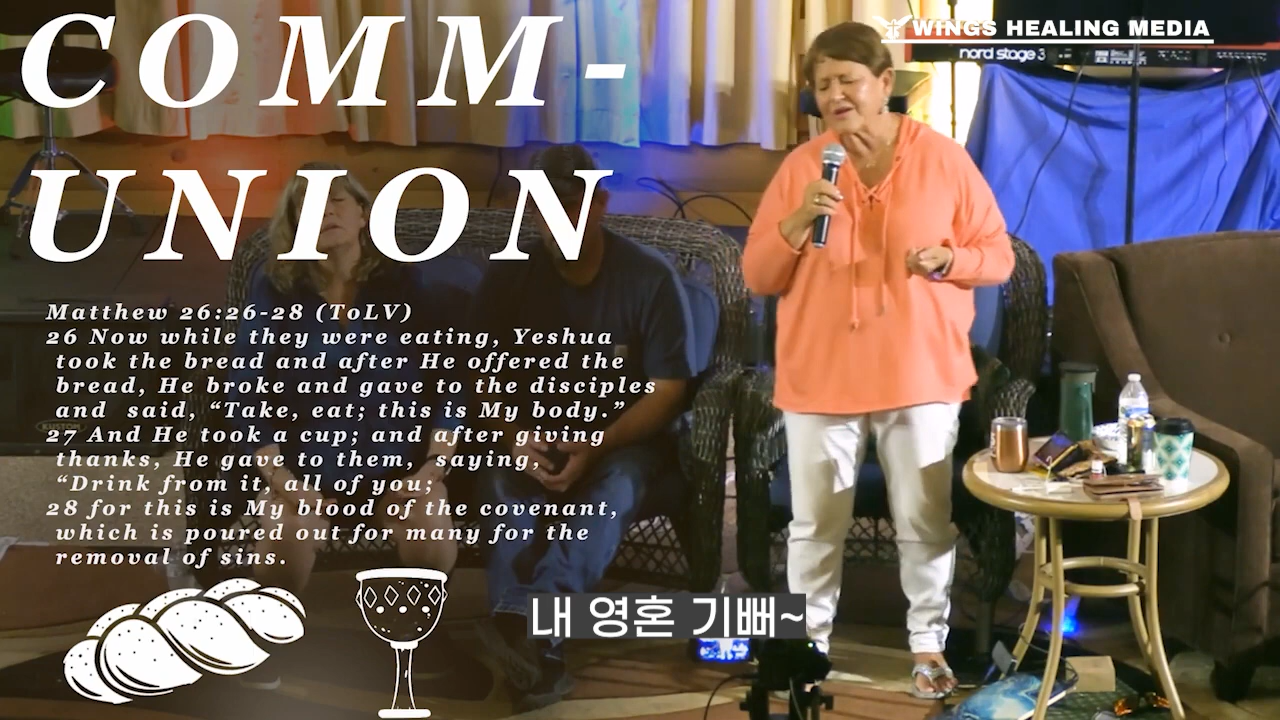 COMM-
UNION
WINGS HEALING MEDIA
nord stage 3
Matthew 26:26-28 (ToLV)
26 Now while they were eating, Yeshua
took the bread and after He offered the
bread, He broke and gave to the disciples
and said, “Take, eat; this is My body.”
27 And He took a cup; and after giving
thanks, He gave to them, saying,
“Drink from it, all of you;
28 for this is My blood of the covenant,
which is poured out for many for the
removal of sins.
KUSTOM
내 영혼 기뻐~